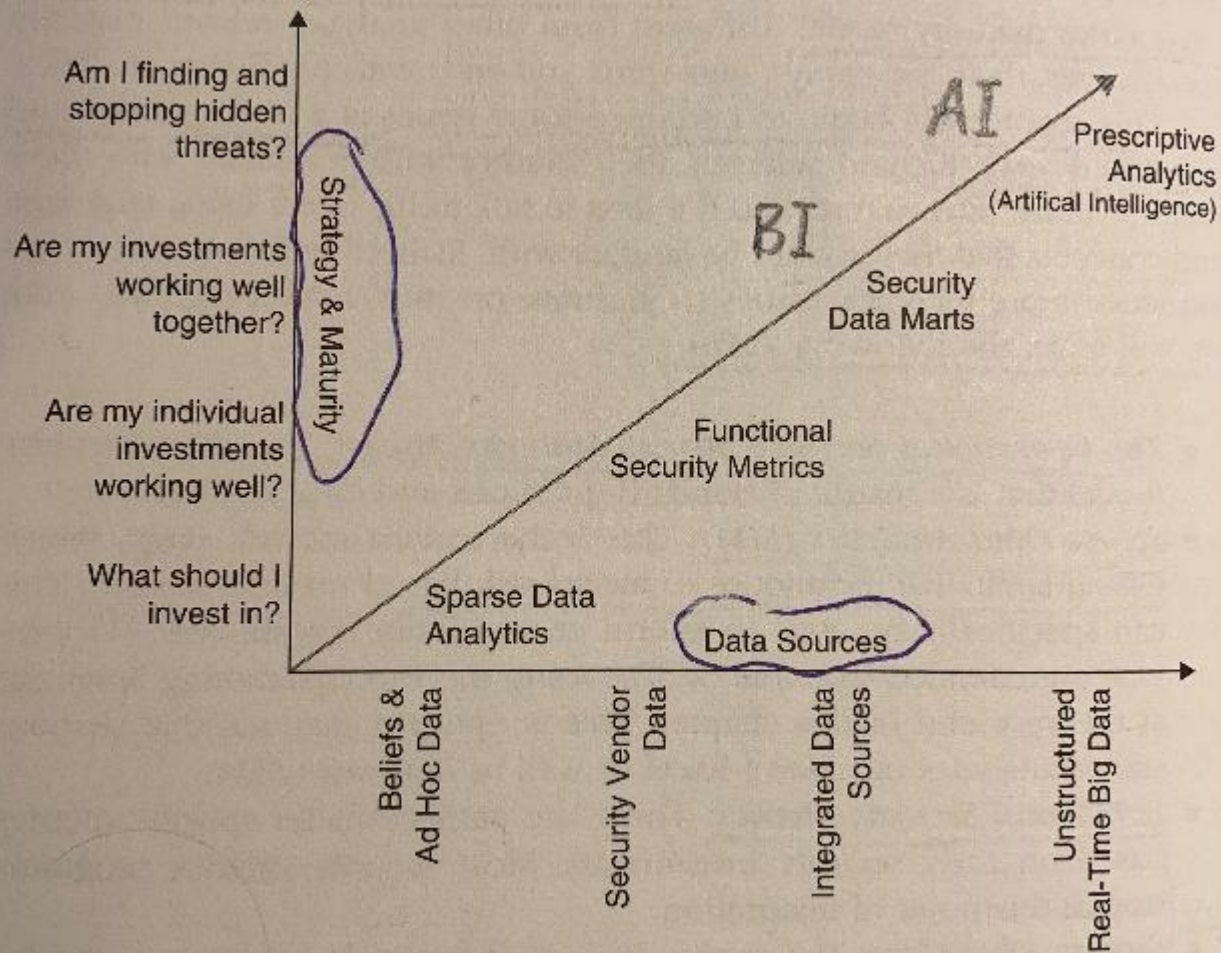 Am I finding and
stopping hidden
threats?
Are my investments
working well
together?
Are my individual
investments
working well?
What should I
invest in?
Strategy & Maturity
AI
BI
Prescriptive
Analytics
(Artifical Intelligence)
Security
Data Marts
Functional
Security Metrics
Sparse Data
Analytics
Data Sources
Beliefs &
Ad Hoc Data
Security Vendor
Data
Integrated Data
Sources
Unstructured
Real-Time Big Data